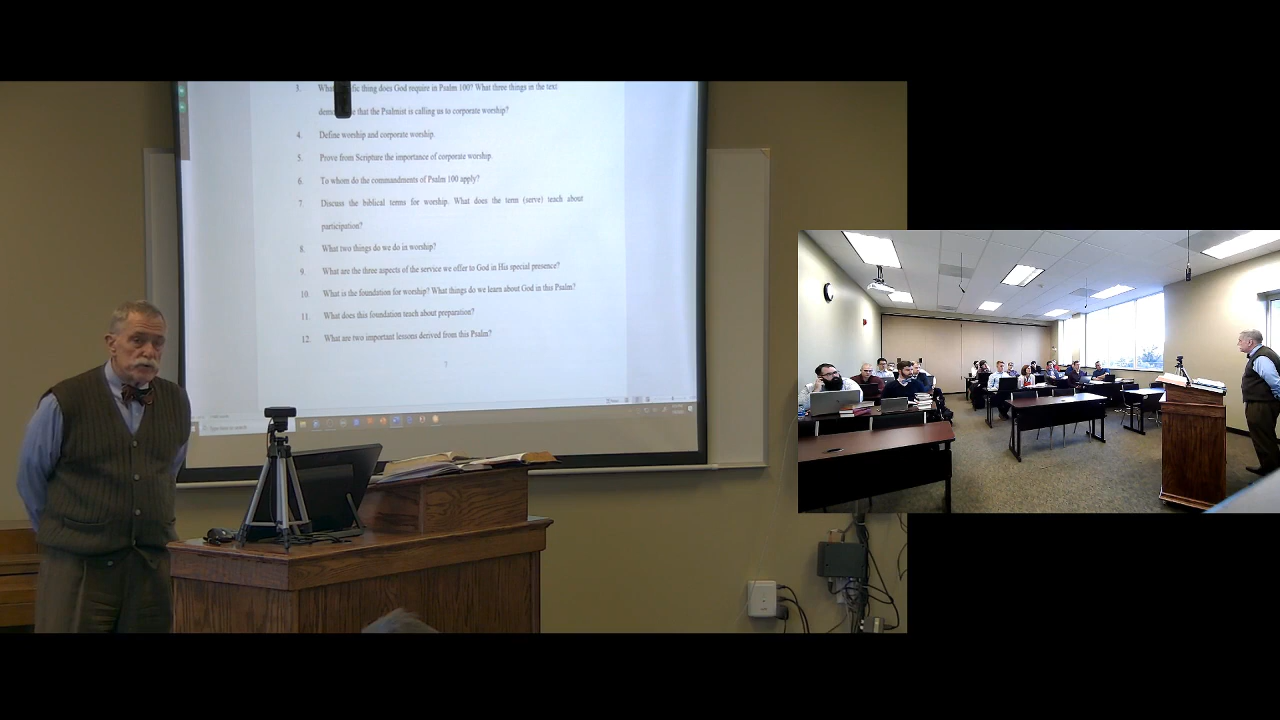 3. What fic thing does God require in Psalm 100? What three things in the text
e that the Psalmist is calling us to corporate worship?
4. Define worship and corporate worship.
5. Prove from Scripture the importance of corporate worship.
6. To whom do the commandments of Psalm 100 apply?
7. Discuss the biblical terms for worship. What does the term (serve) teach about
participation?
8. What two things do we do in worship?
9. What are the three aspects of the service we offer to God in His special presence?
10. What is the foundation for worship? What things do we learn about God in this Psalm?
11. What does this foundation teach about preparation?
12. What are two important lessons derived from this Psalm?
7